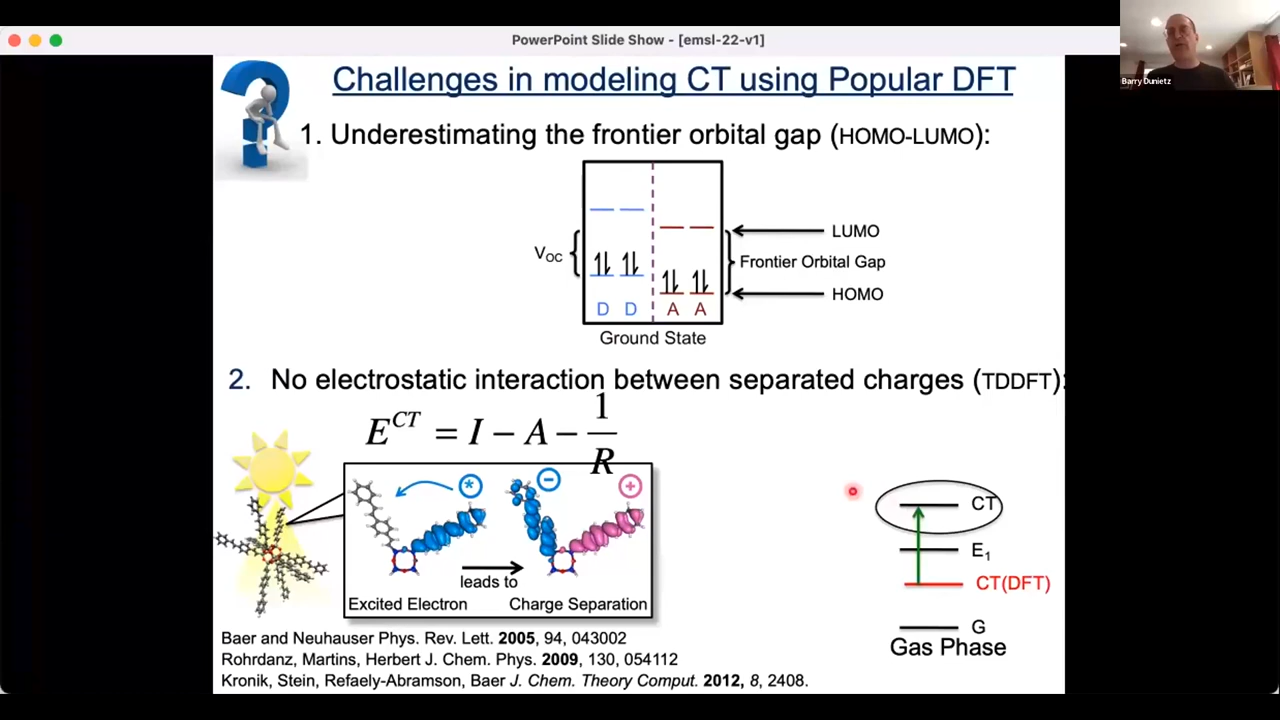 PowerPoint Slide Show - [emsl-22-v1]
Barry Dunietz
Challenges in modeling CT using Popular DFT
1. Underestimating the frontier orbital gap (HOMO-LUMO):
LUMO
VOC
Frontier Orbital Gap
HOMO
D D A A
Ground State
2. No electrostatic interaction between separated charges (TDDFT):
E^CT = I − A − 1/R
* − +
CT
E1
leads to
CT(DFT)
Excited Electron
Charge Separation
G
Gas Phase
Baer and Neuhauser Phys. Rev. Lett. 2005, 94, 043002
Rohrdanz, Martins, Herbert J. Chem. Phys. 2009, 130, 054112
Kronik, Stein, Refaely-Abramson, Baer J. Chem. Theory Comput. 2012, 8, 2408.